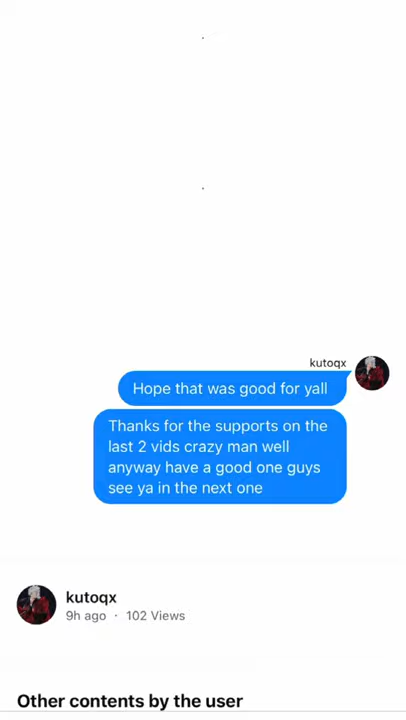 kutoqx
Hope that was good for yall
Thanks for the supports on the
last 2 vids crazy man well
anyway have a good one guys
see ya in the next one
kutoqx
9h ago · 102 Views
Other contents by the user